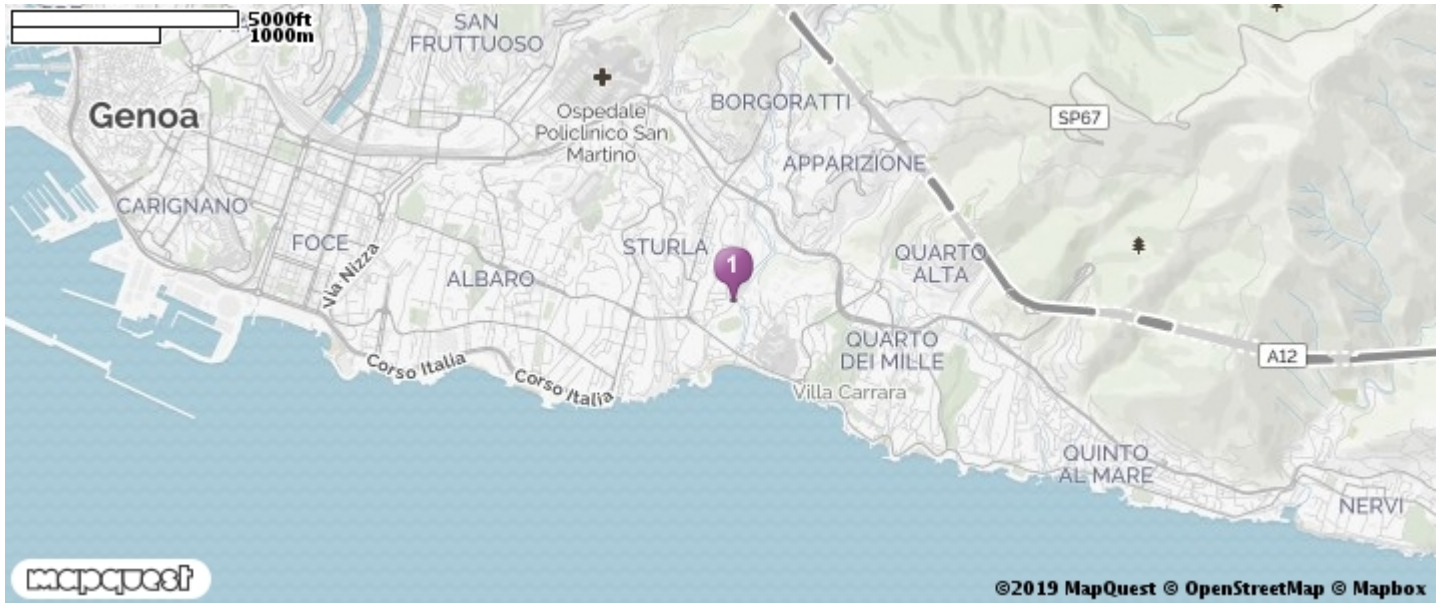 5000ft
1000m
SAN
FRUTTUOSO
Genoa
Ospedale
Policlinico San
Martino
BORGORATTI
SP67
APPARIZIONE
CARIGNANO
FOCE
Via Nizza
ALBARO
STURLA
1
QUARTO
ALTA
QUARTO
DEI MILLE
A12
Corso Italia
Corso Italia
Villa Carrara
QUINTO
AL MARE
NERVI
mapquest
©2019 MapQuest © OpenStreetMap © Mapbox